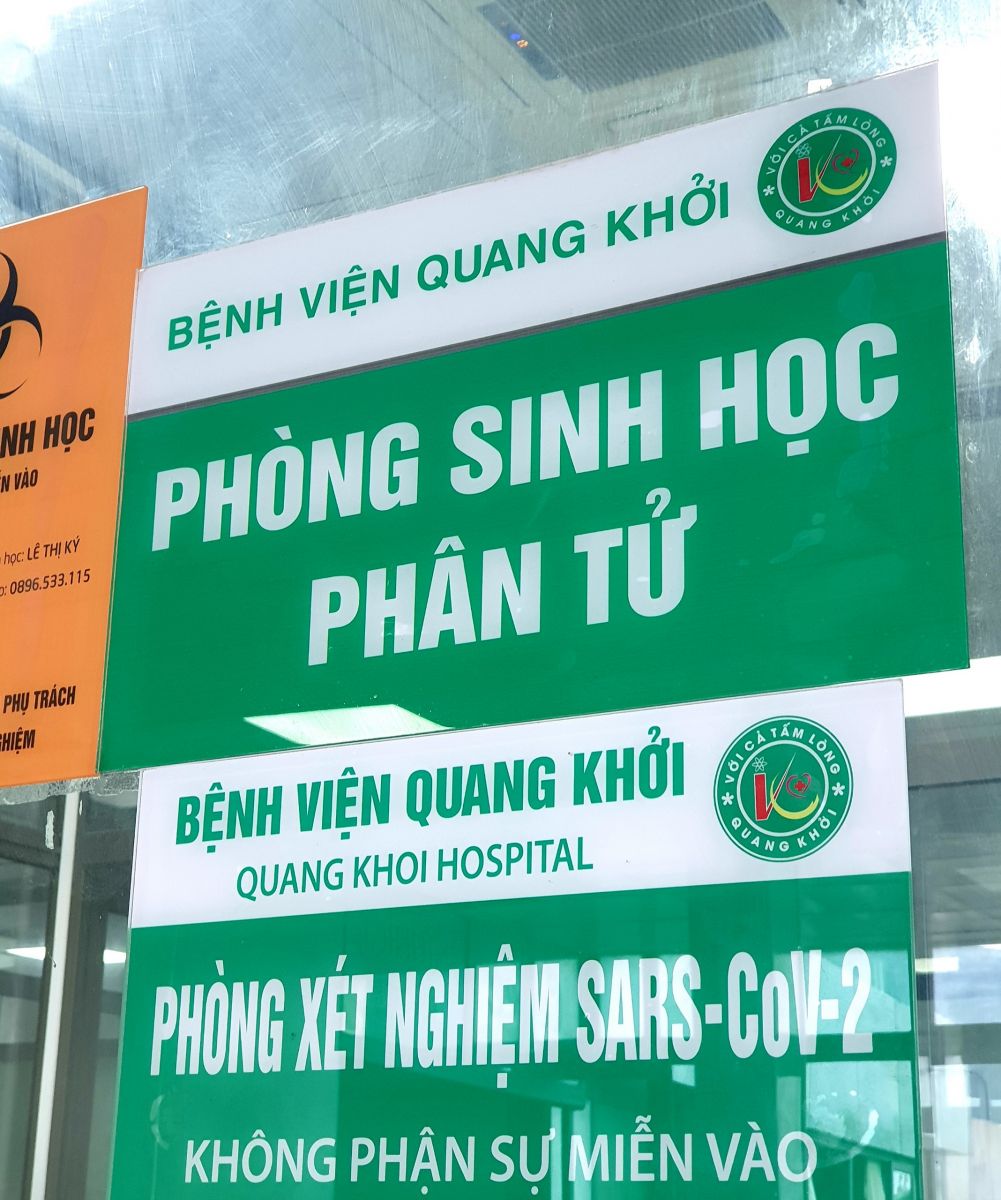 NH HỌC
VÀO
học: LÊ THỊ KÝ
0896.533.115
PHỤ TRÁCH
BỆNH VIỆN QUANG KHỞI
VỚI CẢ TẤM LÒNG
QUANG KHỞI
PHÒNG SINH HỌC
PHÂN TỬ
BỆNH VIỆN QUANG KHỞI
QUANG KHOI HOSPITAL
VỚI CẢ TẤM LÒNG
QUANG KHỞI
PHÒNG XÉT NGHIỆM SARS-CoV-2
KHÔNG PHẬN SỰ MIỄN VÀO